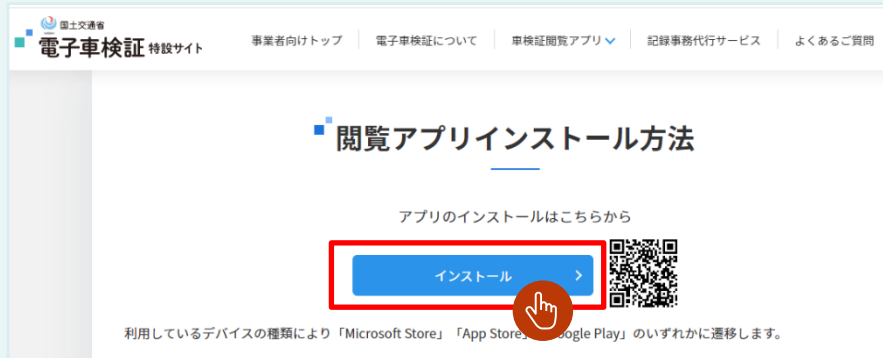 国土交通省
電子車検証 特設サイト
事業者向けトップ 電子車検証について 車検証閲覧アプリ 記録事務代行サービス よくあるご質問
閲覧アプリインストール方法
アプリのインストールはこちらから
インストール
利用しているデバイスの種類により「Microsoft Store」「App Store」 ogle Play」のいずれかに遷移します。